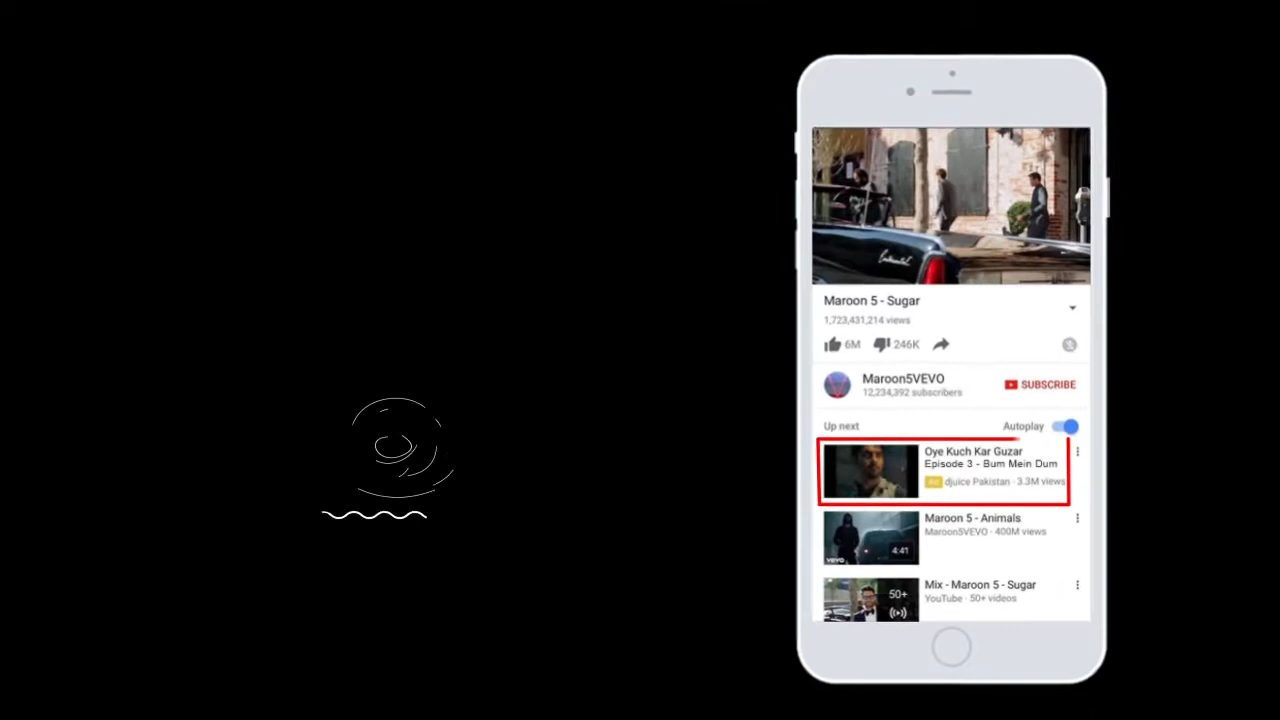 Continental
Maroon 5 - Sugar
1,723,431,214 views
6M 246K
Maroon5VEVO
12,234,392 subscribers
SUBSCRIBE
Up next
Autoplay
Oye Kuch Kar Guzar
Episode 3 - Bum Mein Dum
Ad djuice Pakistan · 3.3M views
4:41
vevo
Maroon 5 - Animals
Maroon5VEVO · 400M views
50+
Mix - Maroon 5 - Sugar
YouTube · 50+ videos